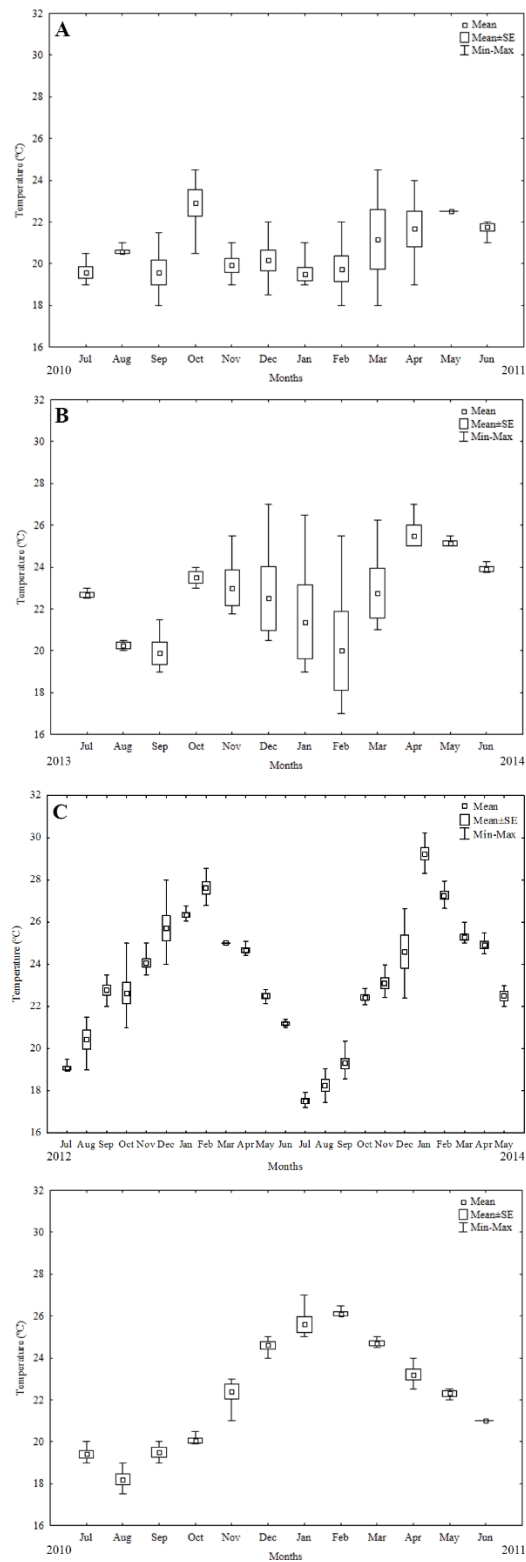 A
Mean
Mean±SE
Min-Max
Temperature (ºC)
32
30
28
26
24
22
20
18
16
Jul Aug Sep Oct Nov Dec Jan Feb Mar Apr May Jun
2010 2011
Months
B
Mean
Mean±SE
Min-Max
Temperature (ºC)
32
30
28
26
24
22
20
18
16
Jul Aug Sep Oct Nov Dec Jan Feb Mar Apr May Jun
2013 2014
Months
C
Mean
Mean±SE
Min-Max
Temperature (ºC)
32
30
28
26
24
22
20
18
16
Jul Aug Sep Oct Nov Dec Jan Feb Mar Apr May Jun Jul Aug Sep Oct Nov Dec Jan Feb Mar Apr May
2012 2014
Months
Mean
Mean±SE
Min-Max
Temperature (ºC)
32
30
28
26
24
22
20
18
16
Jul Aug Sep Oct Nov Dec Jan Feb Mar Apr May Jun
2010 2011
Months